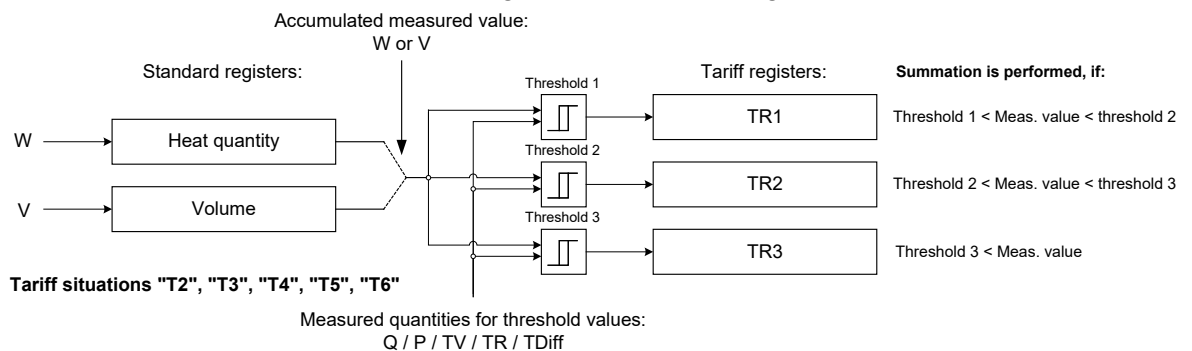 Accumulated measured value:
W or V
Standard registers:
Threshold 1
Tariff registers:
Summation is performed, if:
W
Heat quantity
TR1
Threshold 1 < Meas. value < threshold 2
Threshold 2
V
Volume
TR2
Threshold 2 < Meas. value < threshold 3
Threshold 3
TR3
Threshold 3 < Meas. value
Tariff situations "T2", "T3", "T4", "T5", "T6"
Measured quantities for threshold values:
Q / P / TV / TR / TDiff